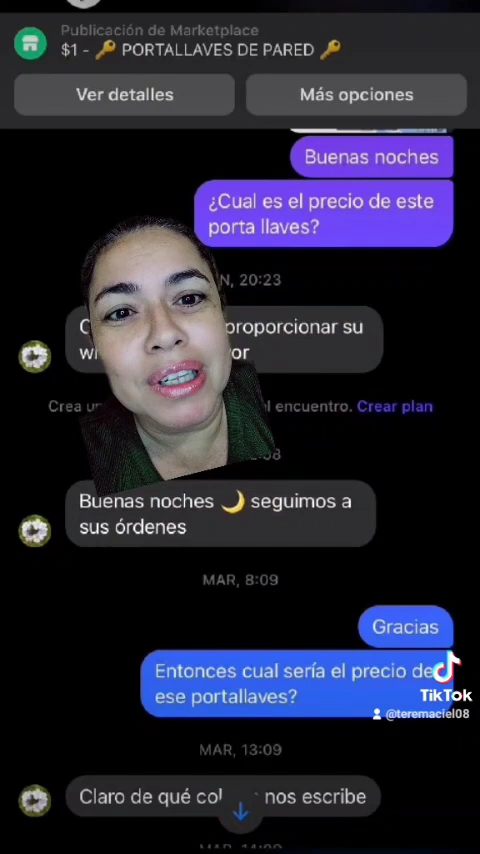 Publicación de Marketplace
$1 - 🔑 PORTALLAVES DE PARED 🔑
Ver detalles
Más opciones
Buenas noches
¿Cual es el precio de este
porta llaves?
N, 20:23
proporcionar su
Crea
el encuentro. Crear plan
Buenas noches 🌙 seguimos a
sus órdenes
MAR, 8:09
Gracias
Entonces cual sería el precio de
ese portallaves?
TikTok
@teremaciel08
MAR, 13:09
Claro de qué col nos escribe